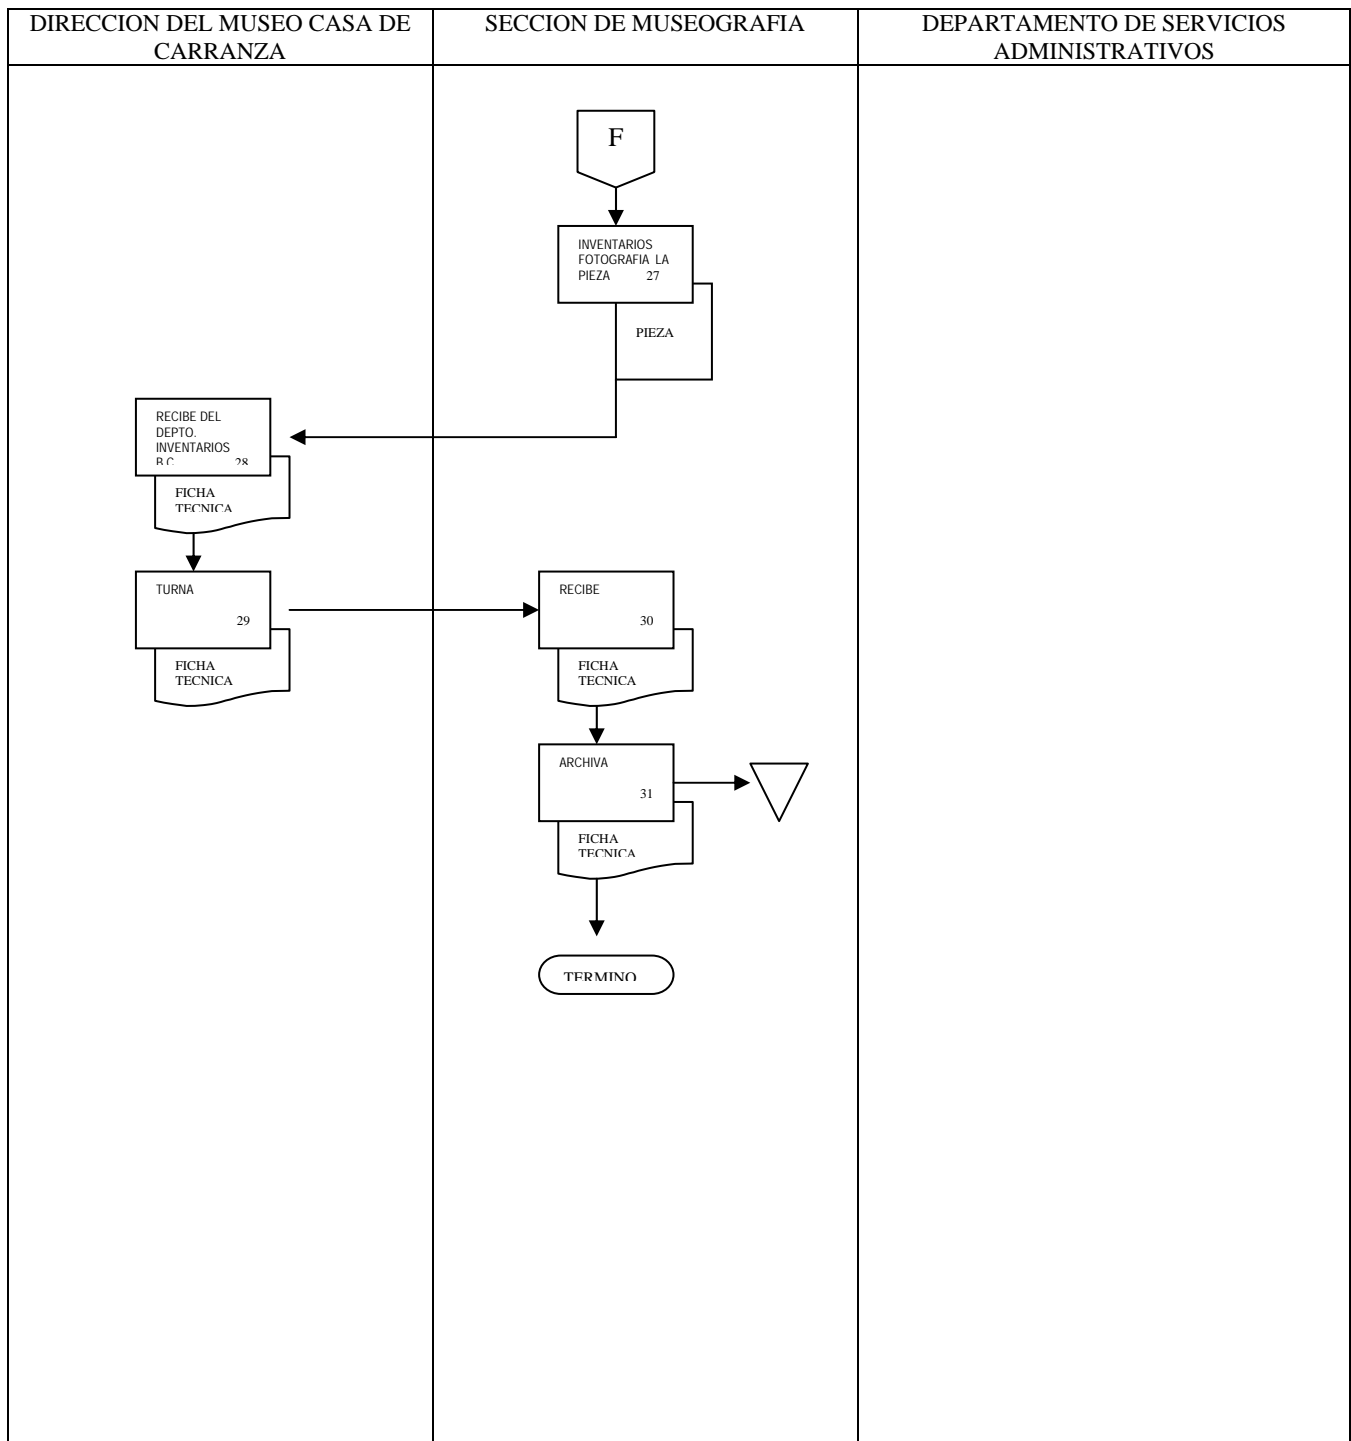 DIRECCION DEL MUSEO CASA DE
CARRANZA
SECCION DE MUSEOGRAFIA
DEPARTAMENTO DE SERVICIOS
ADMINISTRATIVOS
F
INVENTARIOS
FOTOGRAFIA LA
PIEZA 27
PIEZA
RECIBE DEL
DEPTO.
INVENTARIOS
B.C. 28
FICHA
TECNICA
TURNA
29
FICHA
TECNICA
RECIBE
30
FICHA
TECNICA
ARCHIVA
31
FICHA
TECNICA
TERMINO